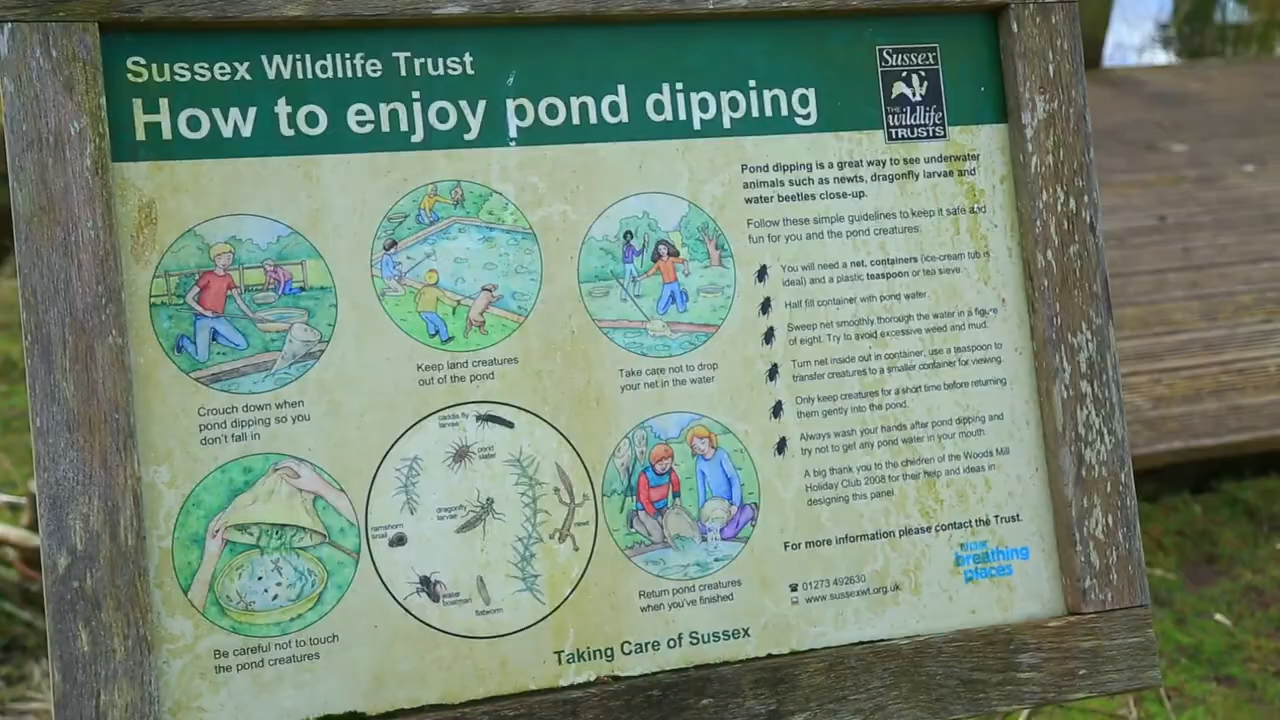 Sussex Wildlife Trust
How to enjoy pond dipping
Sussex
THE
wildlife
TRUSTS
Crouch down when
pond dipping so you
don't fall in
Keep land creatures
out of the pond
Take care not to drop
your net in the water
Be careful not to touch
the pond creatures
caddis fly
larvae
pond
slater
dragonfly
larvae
ramshorn
snail
newt
water
boatman
flatworm
Return pond creatures
when you've finished
Pond dipping is a great way to see underwater
animals such as newts, dragonfly larvae and
water beetles close-up.
Follow these simple guidelines to keep it safe and
fun for you and the pond creatures.
You will need a net, containers (ice-cream tub is
ideal) and a plastic teaspoon or tea sieve.
Half fill container with pond water.
Sweep net smoothly thorough the water in a figure
of eight. Try to avoid excessive weed and mud.
Turn net inside out in container, use a teaspoon to
transfer creatures to a smaller container for viewing.
Only keep creatures for a short time before returning
them gently into the pond.
Always wash your hands after pond dipping and
try not to get any pond water in your mouth.
A big thank you to the children of the Woods Mill
Holiday Club 2008 for their help and ideas in
designing this panel.
For more information please contact the Trust.
01273 492630
www.sussexwt.org.uk
breathing
places
Taking Care of Sussex